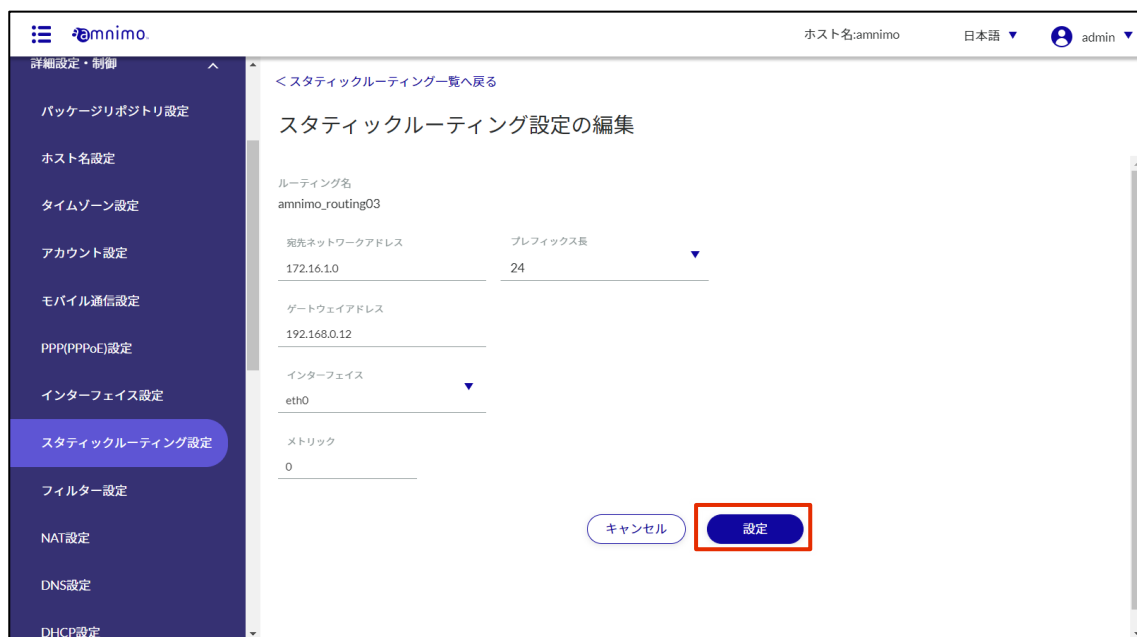 amnimo.
ホスト名:amnimo
日本語 ▼
admin ▼
詳細設定・制御
パッケージリポジトリ設定
ホスト名設定
タイムゾーン設定
アカウント設定
モバイル通信設定
PPP(PPPoE)設定
インターフェイス設定
スタティックルーティング設定
フィルター設定
NAT設定
DNS設定
DHCP設定
＜スタティックルーティング一覧へ戻る
スタティックルーティング設定の編集
ルーティング名
amnimo_routing03
宛先ネットワークアドレス
172.16.1.0
プレフィックス長
24
ゲートウェイアドレス
192.168.0.12
インターフェイス
eth0
メトリック
0
キャンセル
設定